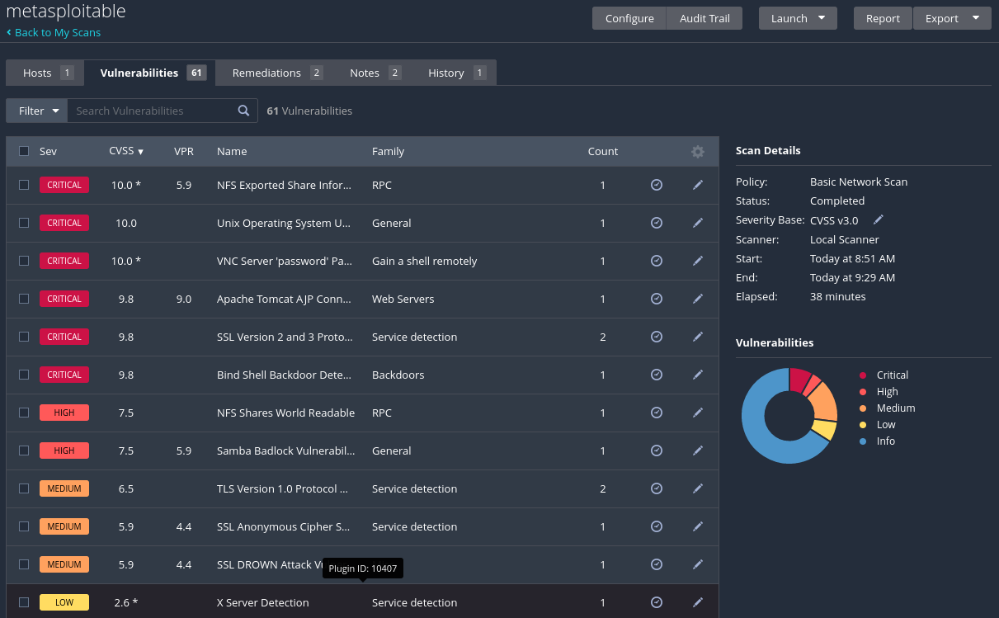 metasploitable
Back to My Scans
Configure Audit Trail Launch Report Export
Hosts 1 Vulnerabilities 61 Remediations 2 Notes 2 History 1
Filter Search Vulnerabilities 61 Vulnerabilities
Sev CVSS VPR Name Family Count
CRITICAL 10.0 * 5.9 NFS Exported Share Infor... RPC 1
CRITICAL 10.0 Unix Operating System U... General 1
CRITICAL 10.0 * VNC Server 'password' Pa... Gain a shell remotely 1
CRITICAL 9.8 9.0 Apache Tomcat AJP Conn... Web Servers 1
CRITICAL 9.8 SSL Version 2 and 3 Proto... Service detection 2
CRITICAL 9.8 Bind Shell Backdoor Dete... Backdoors 1
HIGH 7.5 NFS Shares World Readable RPC 1
HIGH 7.5 5.9 Samba Badlock Vulnerabil... General 1
MEDIUM 6.5 TLS Version 1.0 Protocol ... Service detection 2
MEDIUM 5.9 4.4 SSL Anonymous Cipher S... Service detection 1
MEDIUM 5.9 4.4 SSL DROWN Attack 1
Plugin ID: 10407
LOW 2.6 * X Server Detection Service detection 1
Scan Details
Policy: Basic Network Scan
Status: Completed
Severity Base: CVSS v3.0
Scanner: Local Scanner
Start: Today at 8:51 AM
End: Today at 9:29 AM
Elapsed: 38 minutes
Vulnerabilities
Critical
High
Medium
Low
Info